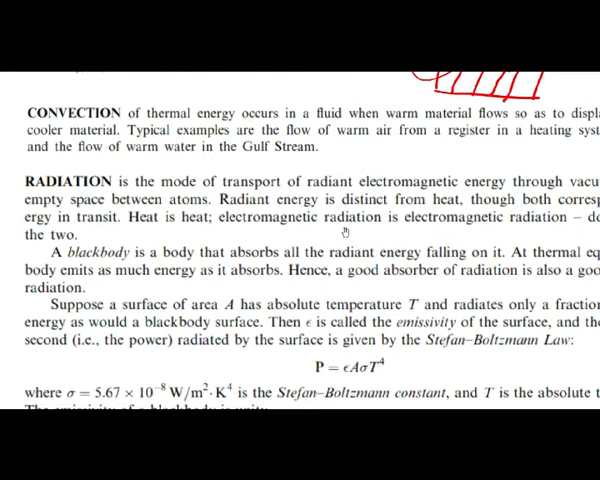 CONVECTION of thermal energy occurs in a fluid when warm material flows so as to displa
cooler material. Typical examples are the flow of warm air from a register in a heating syst
and the flow of warm water in the Gulf Stream.
RADIATION is the mode of transport of radiant electromagnetic energy through vacu
empty space between atoms. Radiant energy is distinct from heat, though both corresp
ergy in transit. Heat is heat; electromagnetic radiation is electromagnetic radiation – do
the two.
A blackbody is a body that absorbs all the radiant energy falling on it. At thermal eq
body emits as much energy as it absorbs. Hence, a good absorber of radiation is also a goo
radiation.
Suppose a surface of area A has absolute temperature T and radiates only a fraction
energy as would a blackbody surface. Then ϵ is called the emissivity of the surface, and the
second (i.e., the power) radiated by the surface is given by the Stefan–Boltzmann Law:
P = ϵAσT⁴
where σ = 5.67 × 10⁻⁸ W/m²·K⁴ is the Stefan–Boltzmann constant, and T is the absolute t